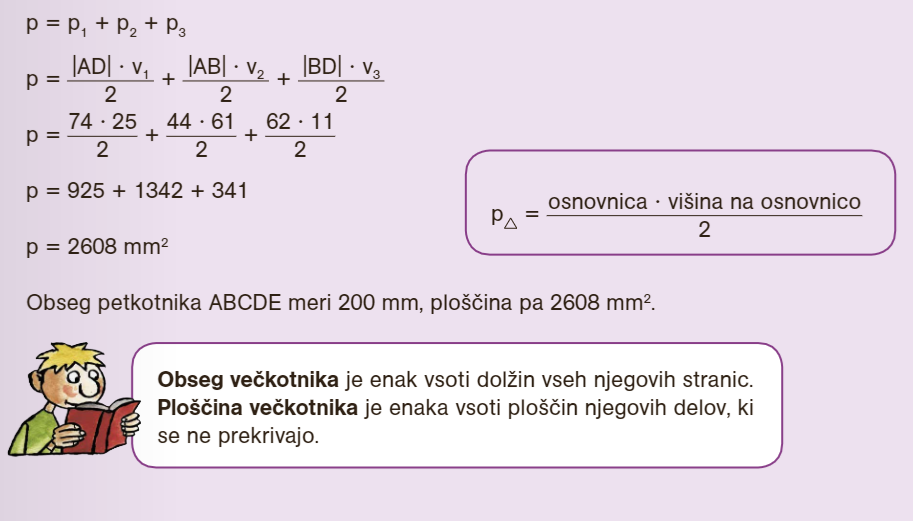 p = p₁ + p₂ + p₃
p = |AD| · v₁ / 2 + |AB| · v₂ / 2 + |BD| · v₃ / 2
p = 74 · 25 / 2 + 44 · 61 / 2 + 62 · 11 / 2
p = 925 + 1342 + 341
p△ = osnovnica · višina na osnovnico / 2
p = 2608 mm²
Obseg petkotnika ABCDE meri 200 mm, ploščina pa 2608 mm².
Obseg večkotnika je enak vsoti dolžin vseh njegovih stranic.
Ploščina večkotnika je enaka vsoti ploščin njegovih delov, ki
se ne prekrivajo.